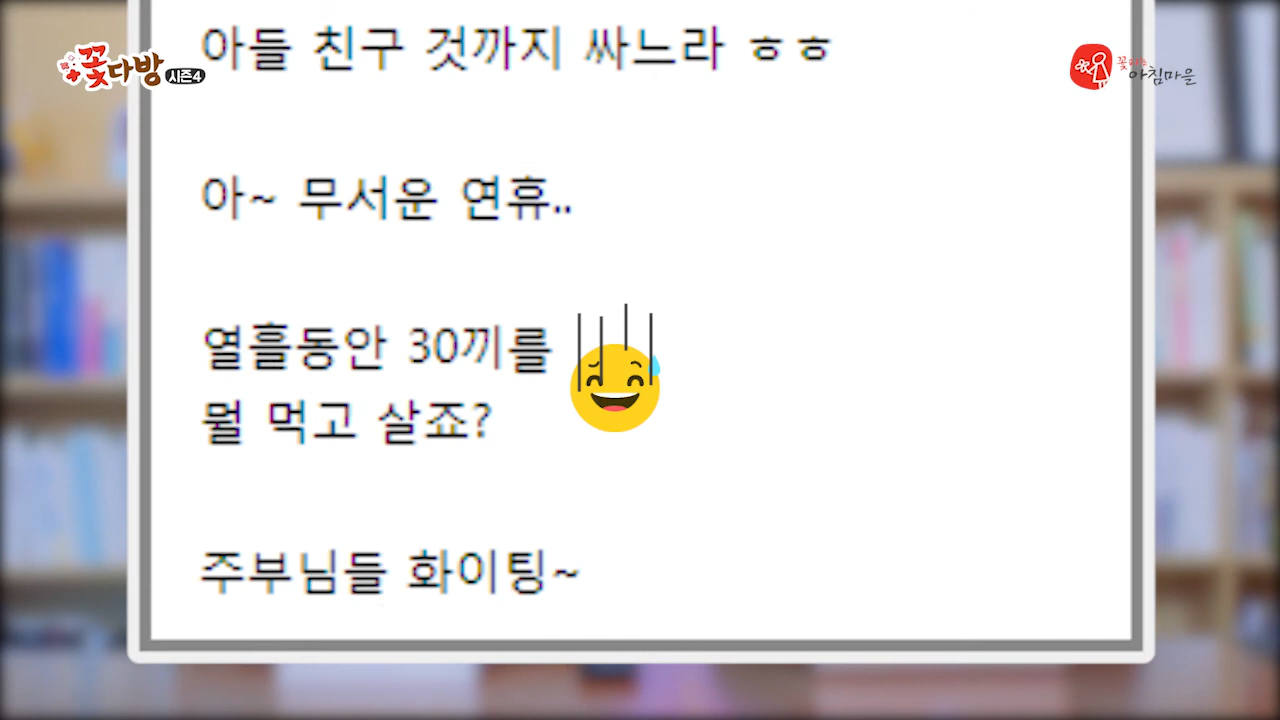 꽃다방
시즌4
아침마을
아들 친구 것까지 싸느라 ㅎㅎ
아~ 무서운 연휴..
열흘동안 30끼를
뭘 먹고 살죠?
주부님들 화이팅~